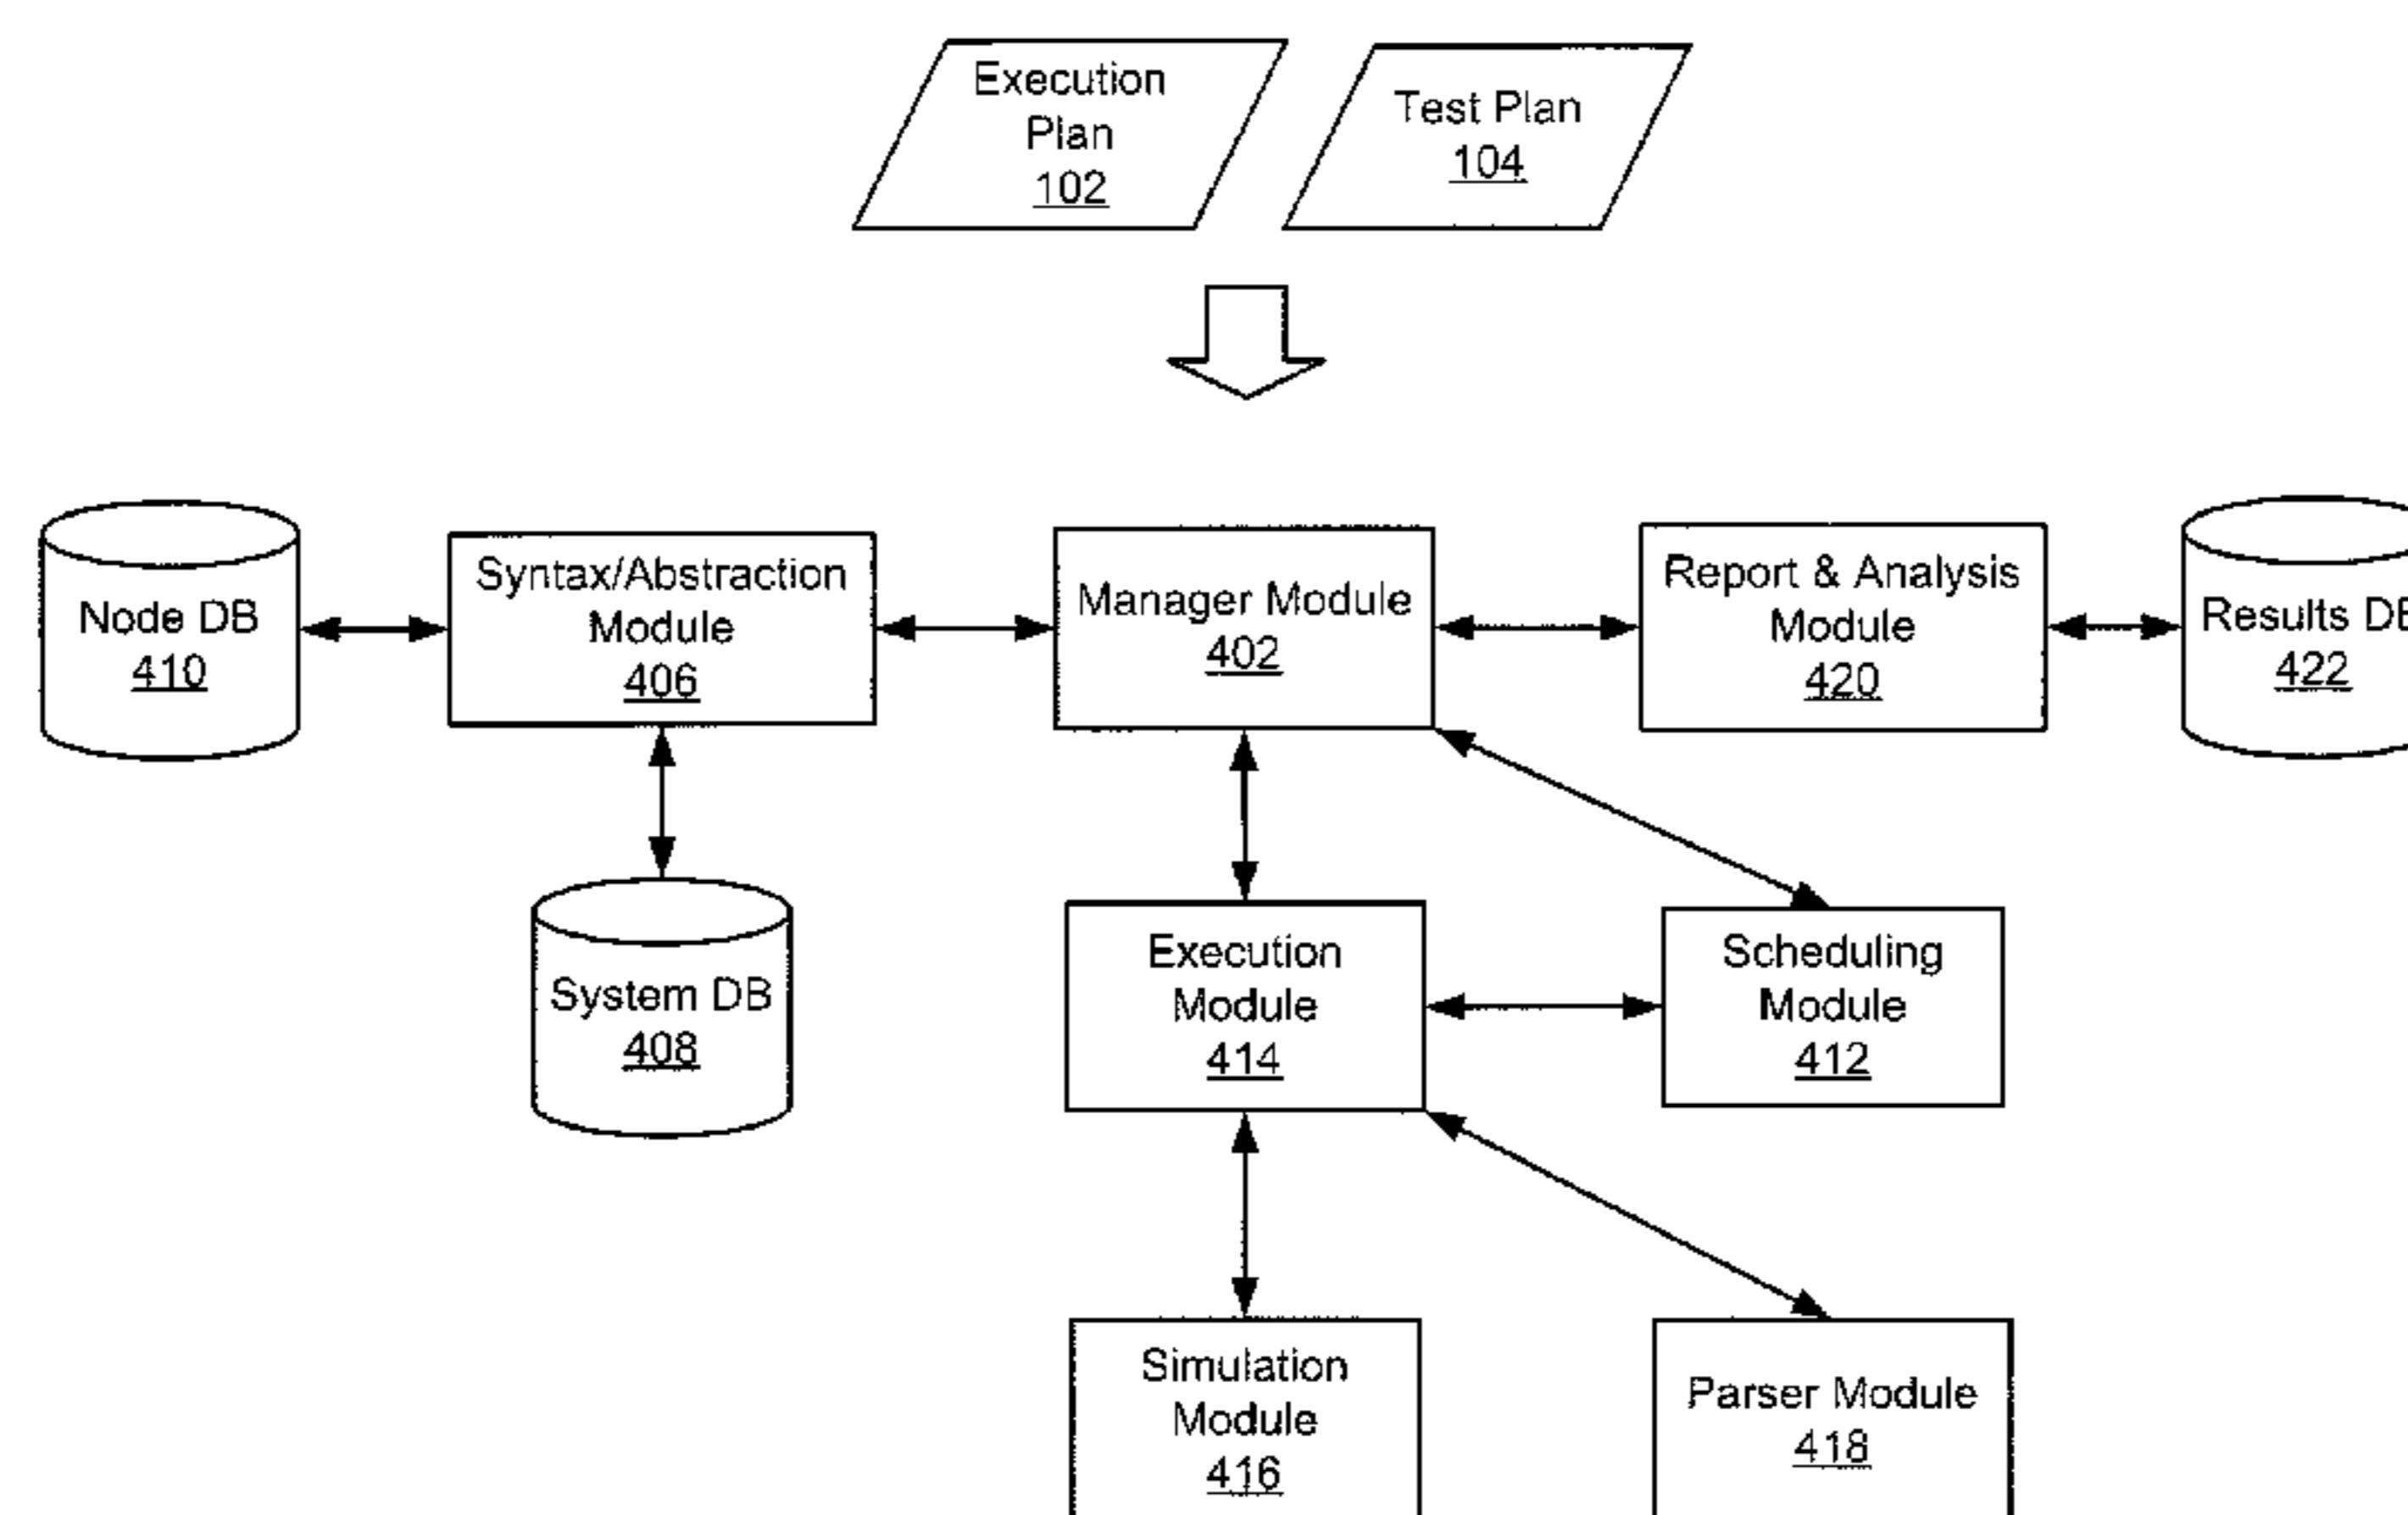 Execution
Plan
102
Test Plan
104
Node DB
410
Syntax/Abstraction
Module
406
Manager Module
402
Report & Analysis
Module
420
Results DB
422
System DB
408
Execution
Module
414
Scheduling
Module
412
Simulation
Module
416
Parser Module
418